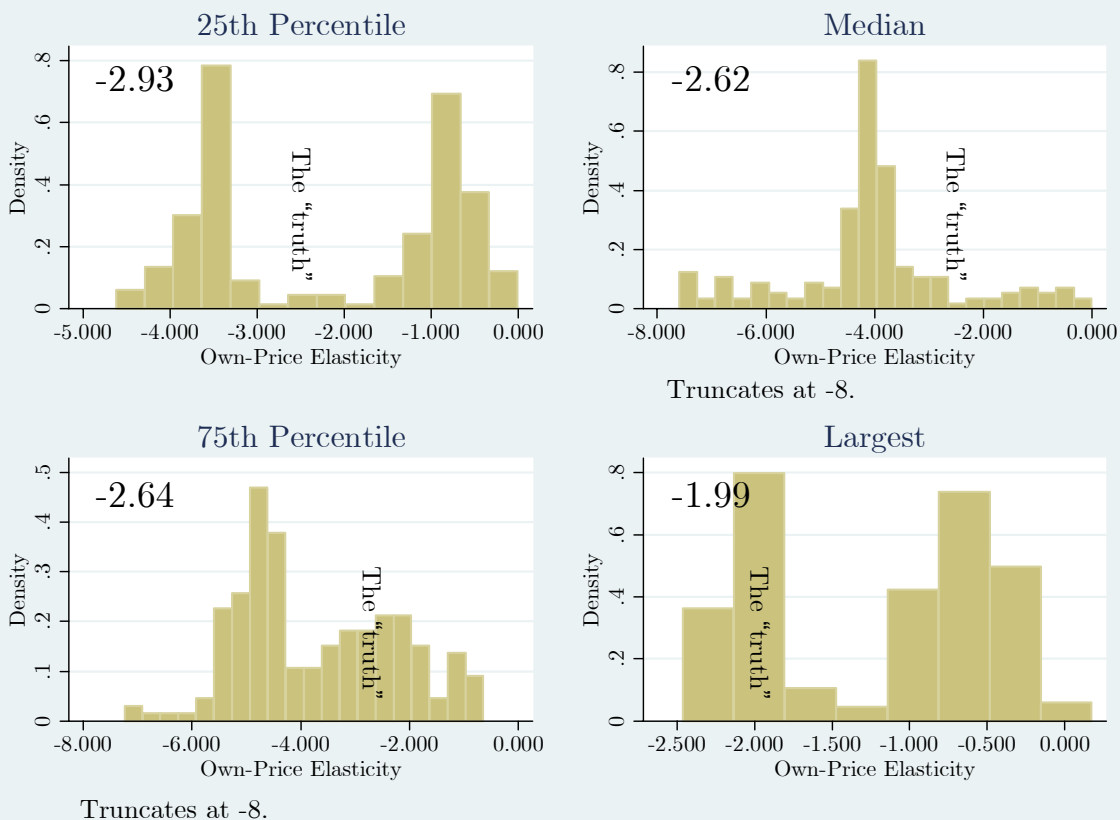 25th Percentile
-2.93
Density
.8
.6
.4
.2
0
The “truth”
-5.000 -4.000 -3.000 -2.000 -1.000 0.000
Own-Price Elasticity
Median
-2.62
Density
.8
.6
.4
.2
0
The “truth”
-8.000 -6.000 -4.000 -2.000 0.000
Own-Price Elasticity
Truncates at -8.
75th Percentile
-2.64
Density
.5
.4
.3
.2
.1
0
The “truth”
-8.000 -6.000 -4.000 -2.000 0.000
Own-Price Elasticity
Truncates at -8.
Largest
-1.99
Density
.8
.6
.4
.2
0
The “truth”
-2.500 -2.000 -1.500 -1.000 -0.500 0.000
Own-Price Elasticity